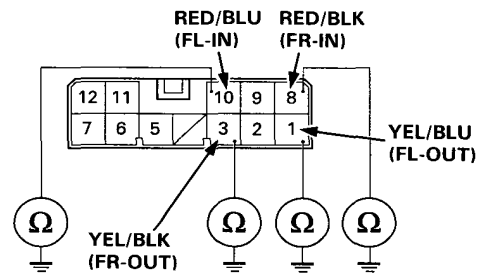 RED/BLU RED/BLK
(FL-IN) (FR-IN)
12 11 10 9 8
7 6 5 3 2 1
YEL/BLU
(FL-OUT)
Ω Ω Ω Ω
YEL/BLK
(FR-OUT)